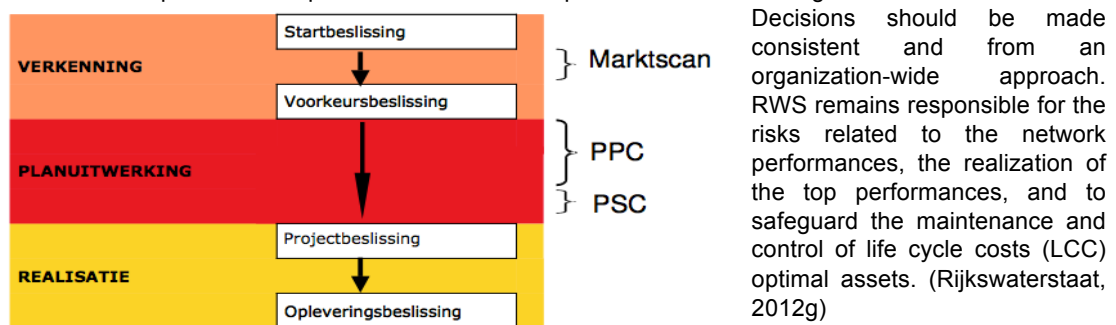 Startbeslissing
VERKENNING
Marktscan
Voorkeursbeslissing
PPC
PLANUITWERKING
PSC
Projectbeslissing
REALISATIE
Opleveringsbeslissing
Decisions should be made
consistent and from an
organization-wide approach.
RWS remains responsible for the
risks related to the network
performances, the realization of
the top performances, and to
safeguard the maintenance and
control of life cycle costs (LCC)
optimal assets. (Rijkswaterstaat,
2012g)